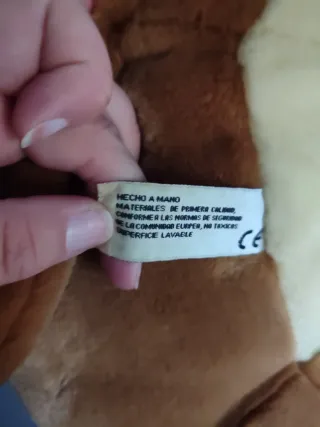 HECHO A MANO
MATERIALES DE PRIMERA CALIDAD,
CONFORMES A LAS NORMAS DE SEGURIDAD
DE LA COMUNIDAD EUROPEA, NO TOXICOS
SUPERFICIE LAVABLE
CE